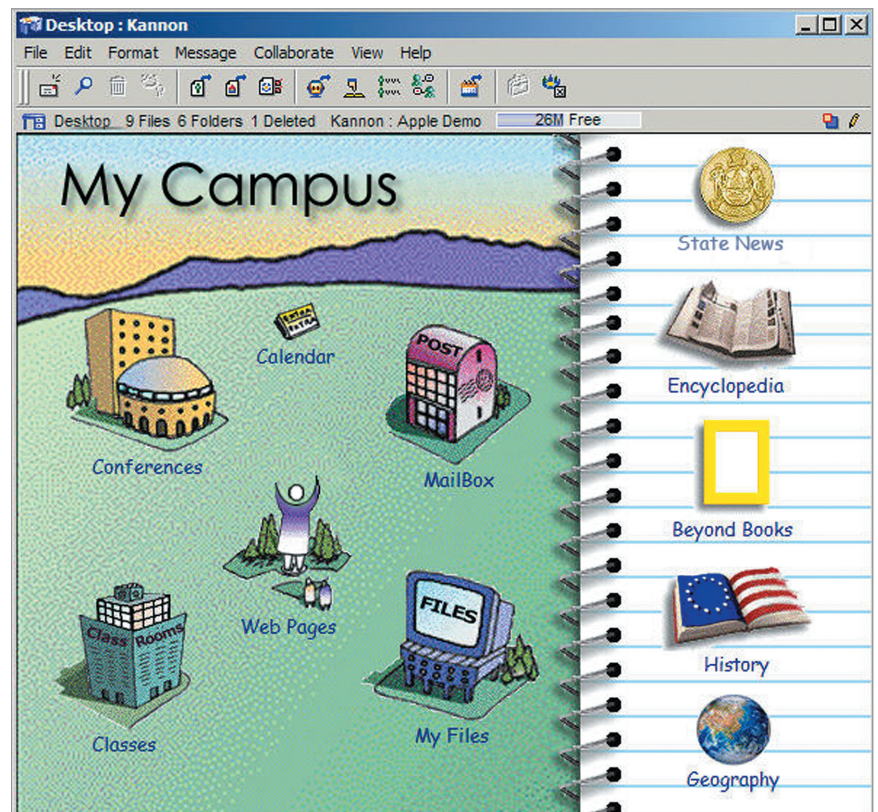 Desktop : Kannon
File Edit Format Message Collaborate View Help
Desktop 9 Files 6 Folders 1 Deleted Kannon : Apple Demo 26M Free
My Campus
Calendar
Conferences
POST
MailBox
Web Pages
Class Rooms
Classes
FILES
My Files
State News
Encyclopedia
Beyond Books
History
Geography